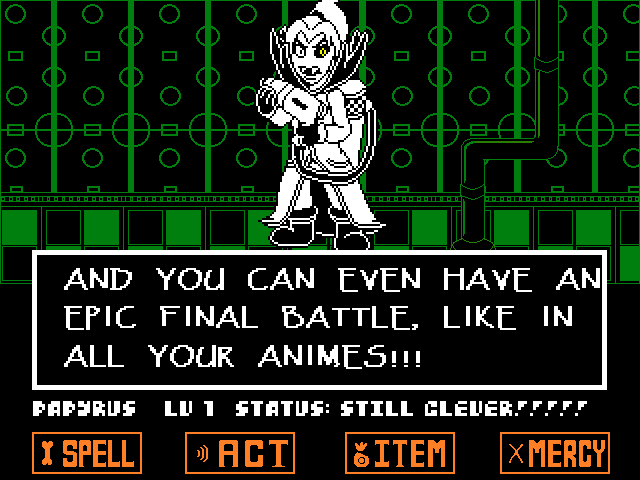 AND YOU CAN EVEN HAVE AN
EPIC FINAL BATTLE, LIKE IN
ALL YOUR ANIMES!!!
PAPYRUS LV 1 STATUS: STILL CLEVER!!!!!
SPELL ACT ITEM MERCY